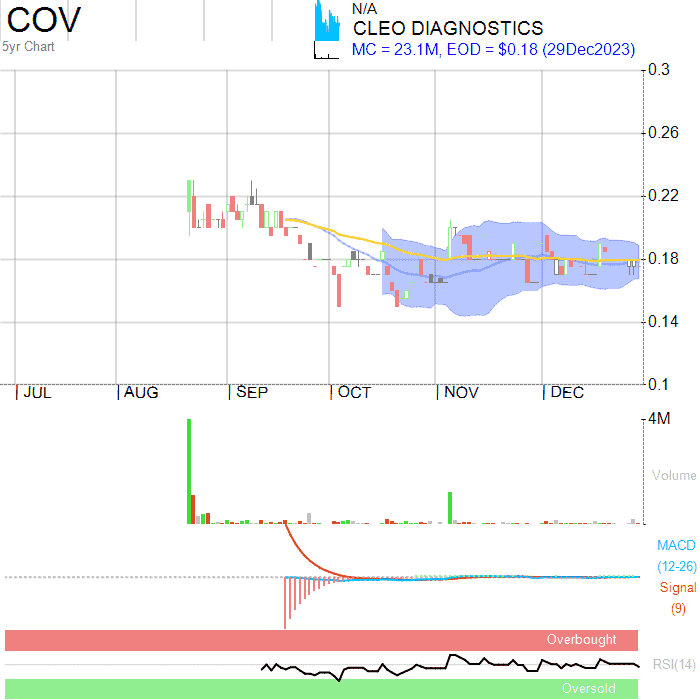 COV
N/A
CLEO DIAGNOSTICS
5yr Chart
MC = 23.1M, EOD = $0.18 (29Dec2023)
0.3
0.26
0.22
0.18
0.14
0.1
JUL AUG SEP OCT NOV DEC
4M
Volume
MACD
(12-26)
Signal
(9)
Overbought
RSI(14)
Oversold